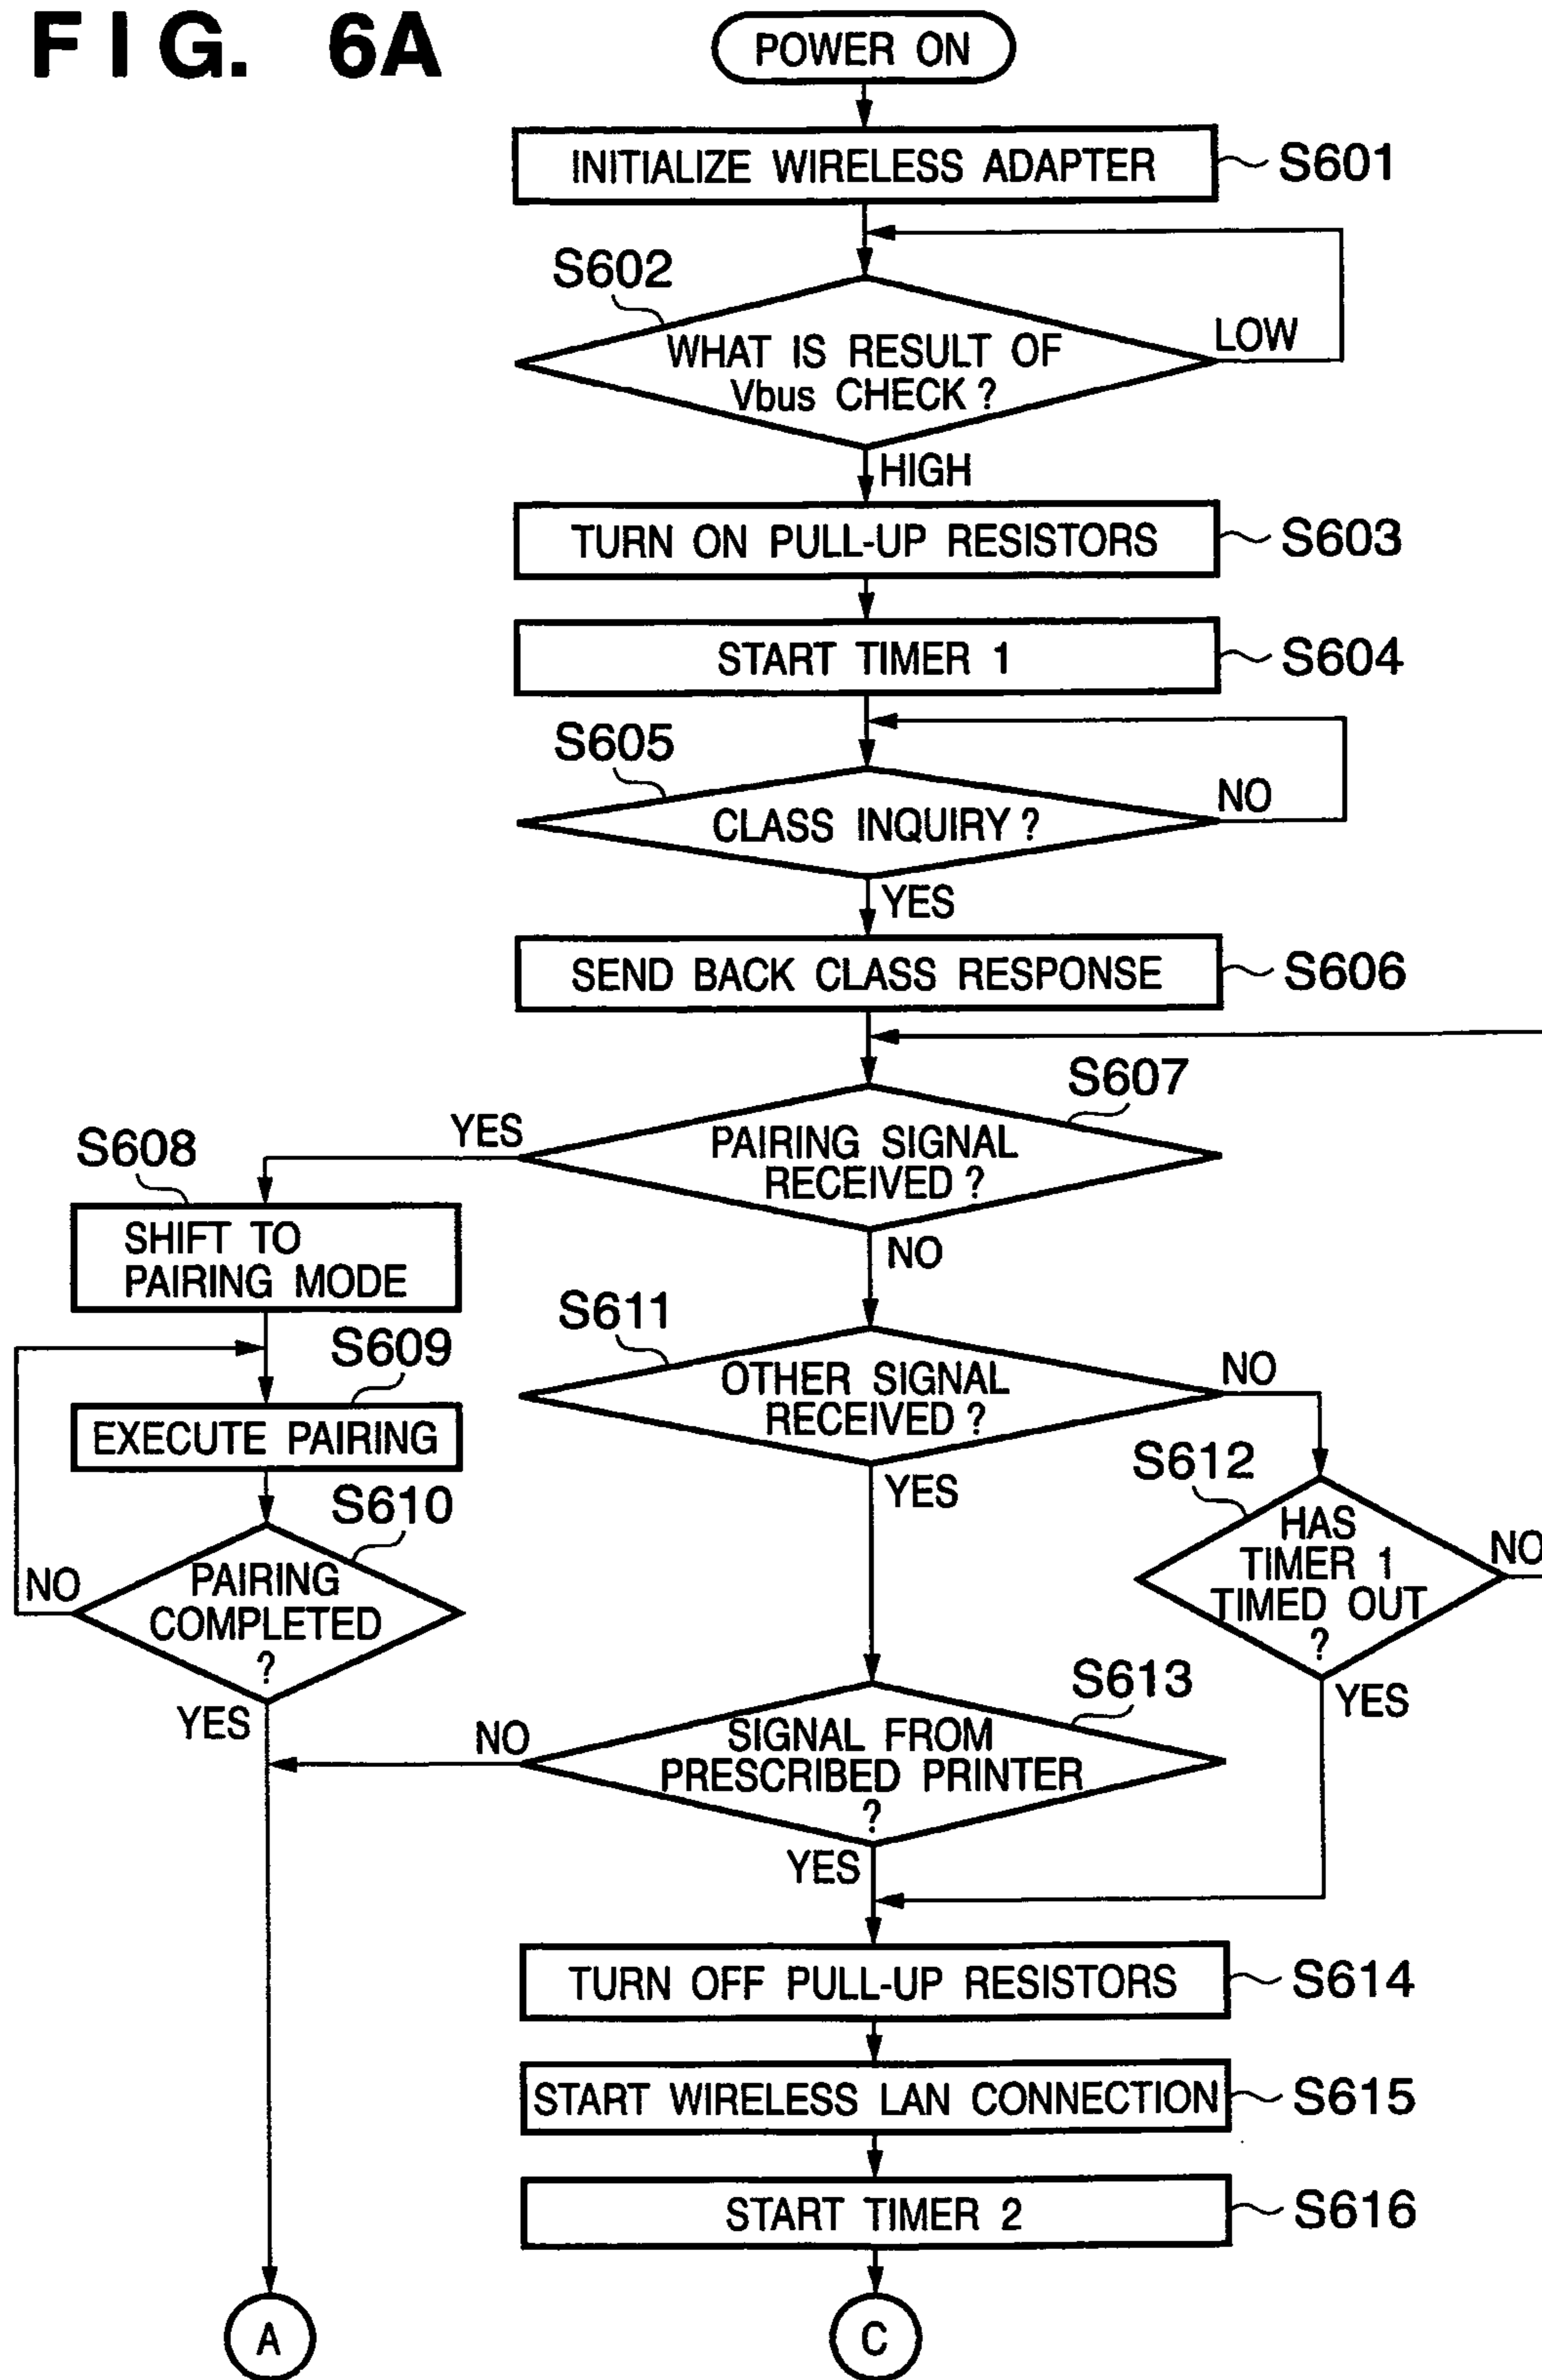 FIG. 6A
POWER ON
INITIALIZE WIRELESS ADAPTER
S601
S602
WHAT IS RESULT OF
Vbus CHECK ?
LOW
HIGH
TURN ON PULL-UP RESISTORS
S603
START TIMER 1
S604
S605
CLASS INQUIRY ?
NO
YES
SEND BACK CLASS RESPONSE
S606
S607
PAIRING SIGNAL
RECEIVED ?
YES
NO
S608
SHIFT TO
PAIRING MODE
S609
EXECUTE PAIRING
S610
PAIRING
COMPLETED
?
NO
YES
S611
OTHER SIGNAL
RECEIVED ?
NO
YES
S612
HAS
TIMER 1
TIMED OUT
?
NO
YES
S613
SIGNAL FROM
PRESCRIBED PRINTER
?
NO
YES
TURN OFF PULL-UP RESISTORS
S614
START WIRELESS LAN CONNECTION
S615
START TIMER 2
S616
A
C